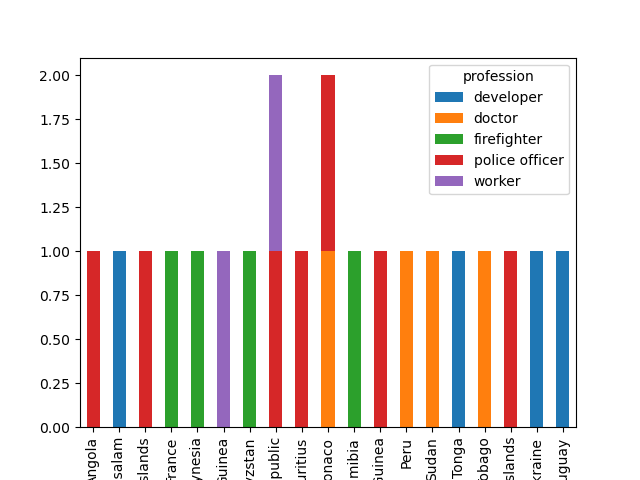 2.00
1.75
1.50
1.25
1.00
0.75
0.50
0.25
0.00
profession
developer
doctor
firefighter
police officer
worker
Angola
salam
slands
France
ynesia
Guinea
yzstan
public
uritius
onaco
mibia
Guinea
Peru
Sudan
Tonga
obago
slands
kraine
uguay